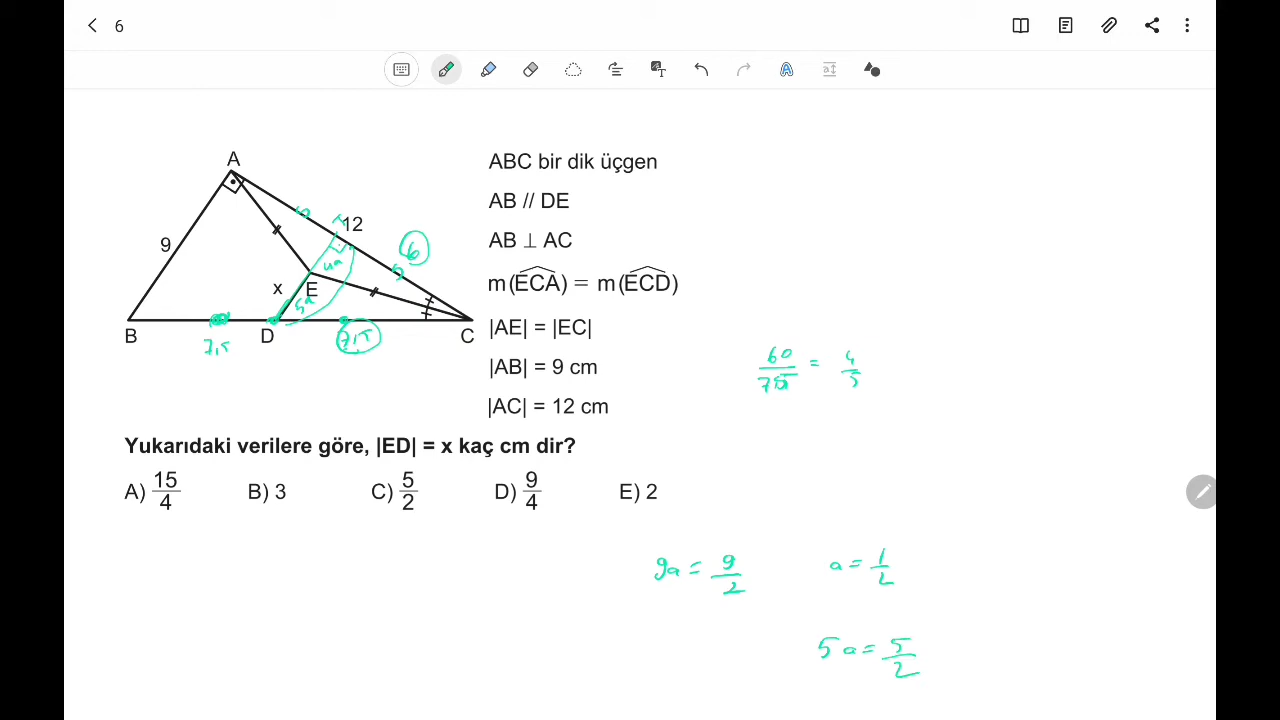 6
A
ABC bir dik üçgen
AB // DE
12
AB ⊥ AC
6
9
m(ECA) = m(ECD)
x
E
4a
5a
B
D
C
7,5
7,5
|AE| = |EC|
|AB| = 9 cm
|AC| = 12 cm
60/75 = 4/5
Yukarıdaki verilere göre, |ED| = x kaç cm dir?
A) 15/4 B) 3 C) 5/2 D) 9/4 E) 2
9a = 9/2
a = 1/2
5a = 5/2